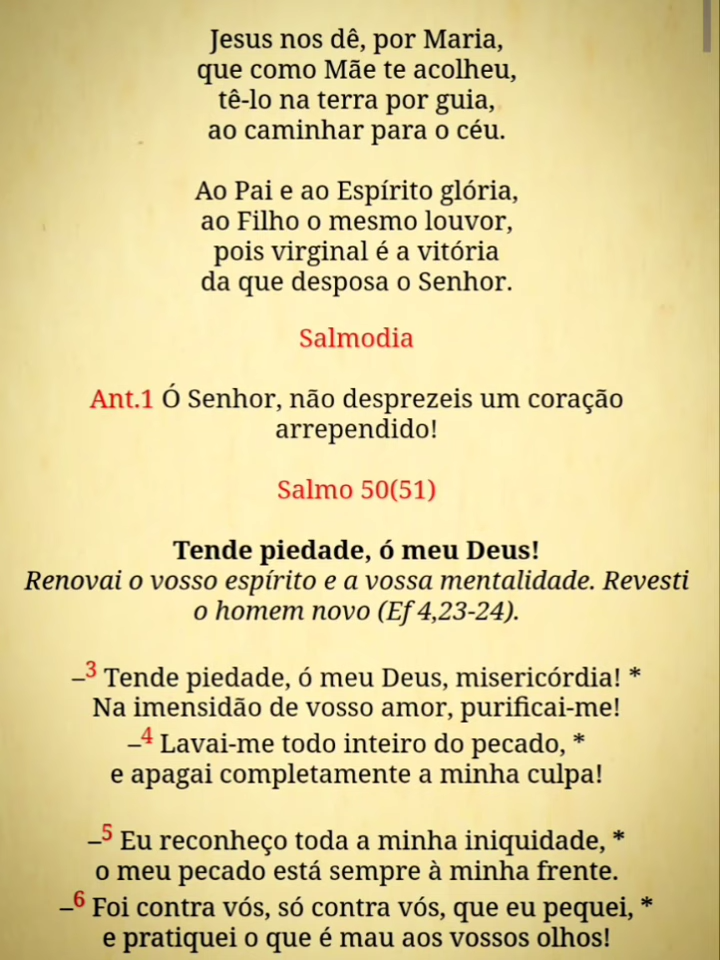 Jesus nos dê, por Maria,
que como Mãe te acolheu,
tê-lo na terra por guia,
ao caminhar para o céu.
Ao Pai e ao Espírito glória,
ao Filho o mesmo louvor,
pois virginal é a vitória
da que desposa o Senhor.
Salmodia
Ant.1 Ó Senhor, não desprezeis um coração
arrependido!
Salmo 50(51)
Tende piedade, ó meu Deus!
Renovai o vosso espírito e a vossa mentalidade. Revesti
o homem novo (Ef 4,23-24).
–3 Tende piedade, ó meu Deus, misericórdia! *
Na imensidão de vosso amor, purificai-me!
–4 Lavai-me todo inteiro do pecado, *
e apagai completamente a minha culpa!
–5 Eu reconheço toda a minha iniquidade, *
o meu pecado está sempre à minha frente.
–6 Foi contra vós, só contra vós, que eu pequei, *
e pratiquei o que é mau aos vossos olhos!